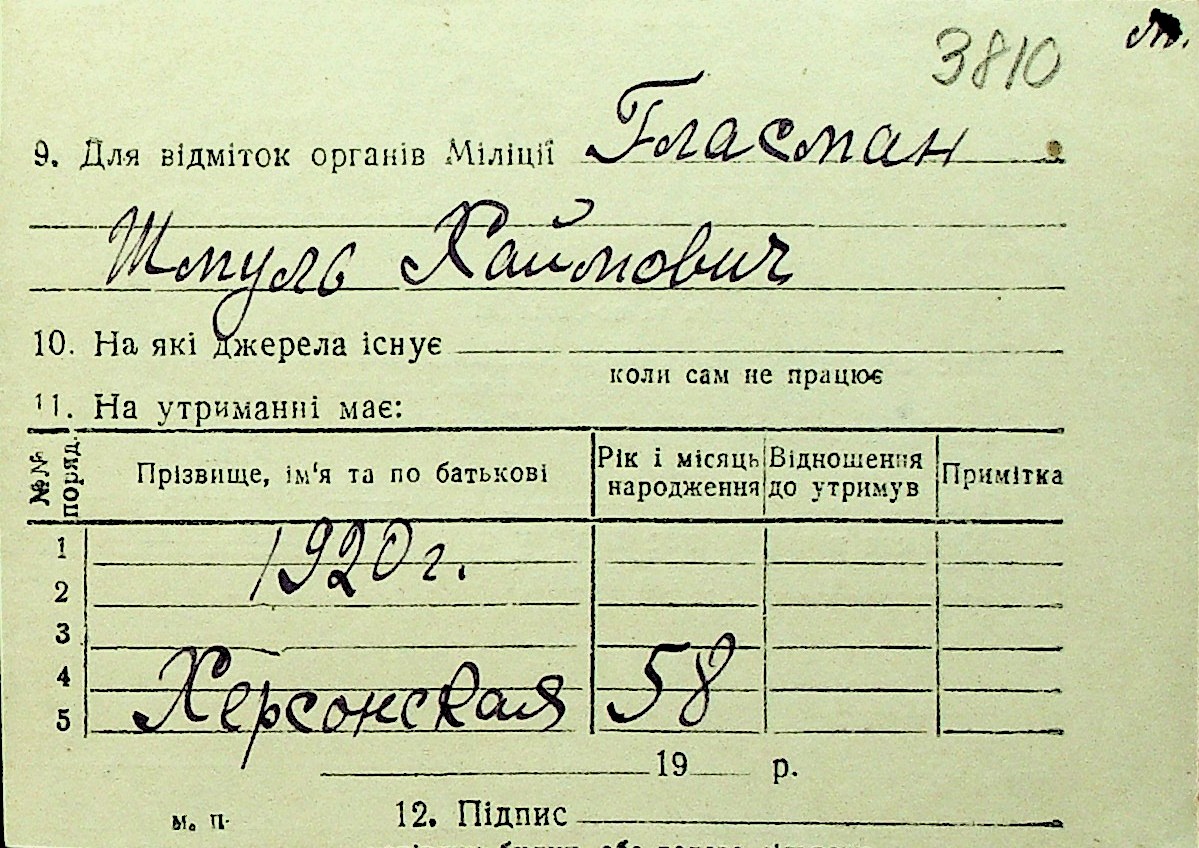 3810
9. Для відміток органів Міліції Гласман
Шмуль Хаймович
10. На які джерела існує
коли сам не працює
11. На утриманні має:
№№ поряд. Прізвище, ім'я та по батькові Рік і місяць народження Відношення до утримув Примітка
1 1920 г.
2
3
4 Херсонская 58
5
19 р.
м. п. 12. Підпис